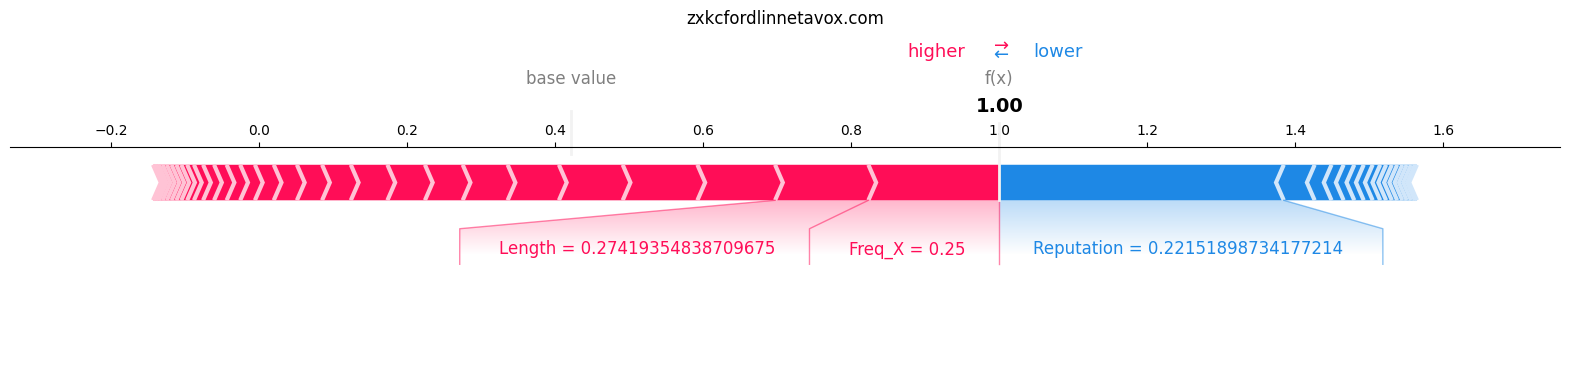 zxkcfordlinnetavox.com
higher ⇄ lower
base value f(x)
1.00
−0.2 0.0 0.2 0.4 0.6 0.8 1.0 1.2 1.4 1.6
Length = 0.27419354838709675 Freq_X = 0.25 Reputation = 0.22151898734177214